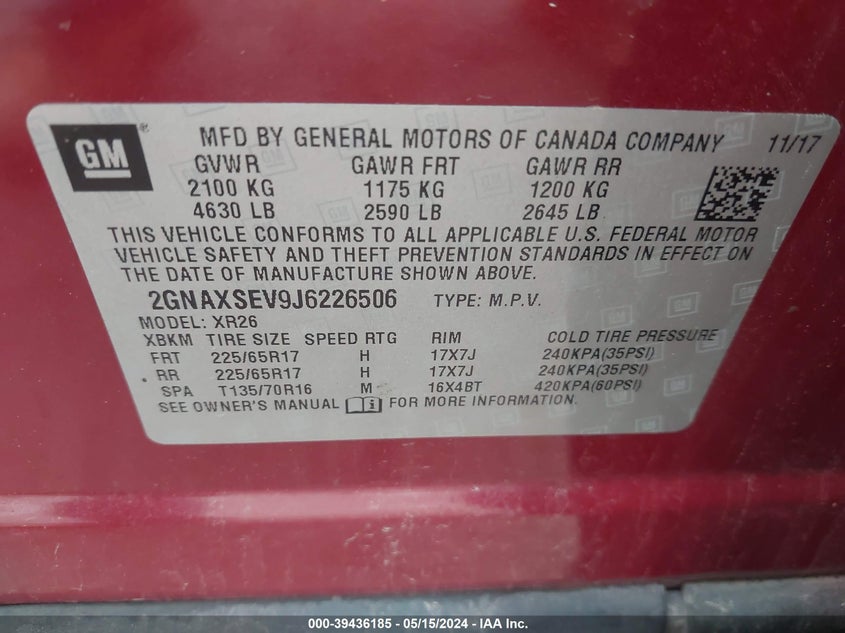 GM ® MFD BY GENERAL MOTORS OF CANADA COMPANY 11/17
GVWR GAWR FRT GAWR RR
2100 KG 1175 KG 1200 KG
4630 LB 2590 LB 2645 LB
THIS VEHICLE CONFORMS TO ALL APPLICABLE U.S. FEDERAL MOTOR
VEHICLE SAFETY AND THEFT PREVENTION STANDARDS IN EFFECT ON
THE DATE OF MANUFACTURE SHOWN ABOVE.
2GNAXSEV9J6226506 TYPE: M.P.V.
MODEL: XR26
XBKM TIRE SIZE SPEED RTG RIM COLD TIRE PRESSURE
FRT 225/65R17 H 17X7J 240KPA(35PSI)
RR 225/65R17 H 17X7J 240KPA(35PSI)
SPA T135/70R16 M 16X4BT 420KPA(60PSI)
SEE OWNER'S MANUAL FOR MORE INFORMATION.
000-39436185 - 05/15/2024 - IAA Inc.